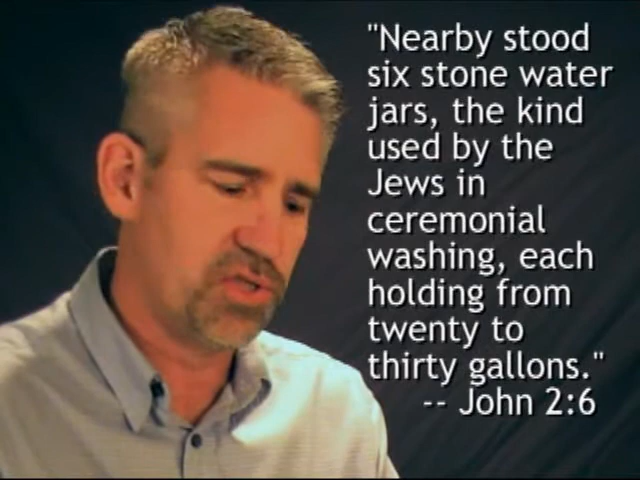 "Nearby stood
six stone water
jars, the kind
used by the
Jews in
ceremonial
washing, each
holding from
twenty to
thirty gallons."
-- John 2:6